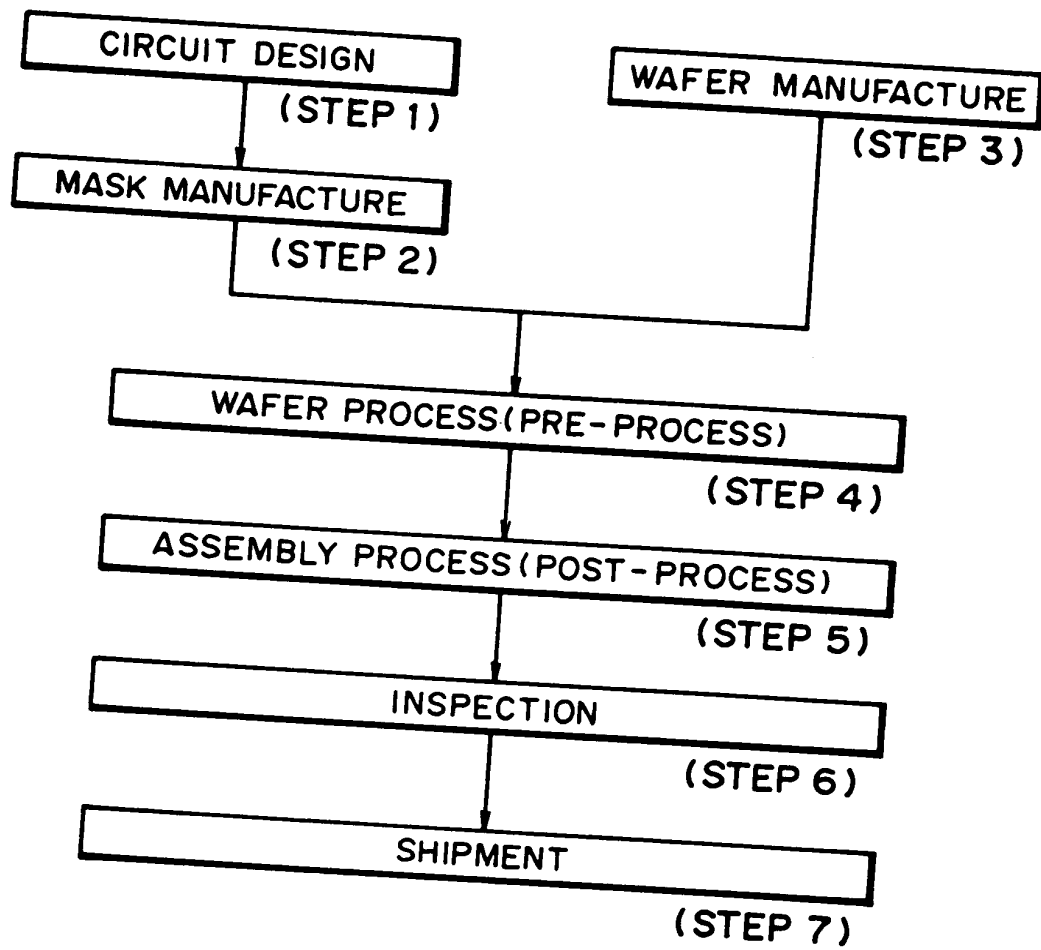 CIRCUIT DESIGN
(STEP 1)
MASK MANUFACTURE
(STEP 2)
WAFER MANUFACTURE
(STEP 3)
WAFER PROCESS(PRE-PROCESS)
(STEP 4)
ASSEMBLY PROCESS(POST-PROCESS)
(STEP 5)
INSPECTION
(STEP 6)
SHIPMENT
(STEP 7)